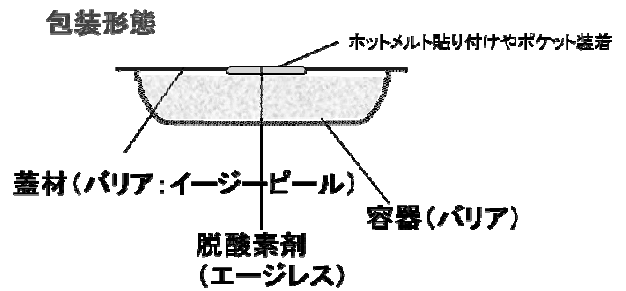 包装形態
ホットメルト貼り付けやポケット装着
蓋材（バリア：イージーピール）
容器（バリア）
脱酸素剤
（エージレス）